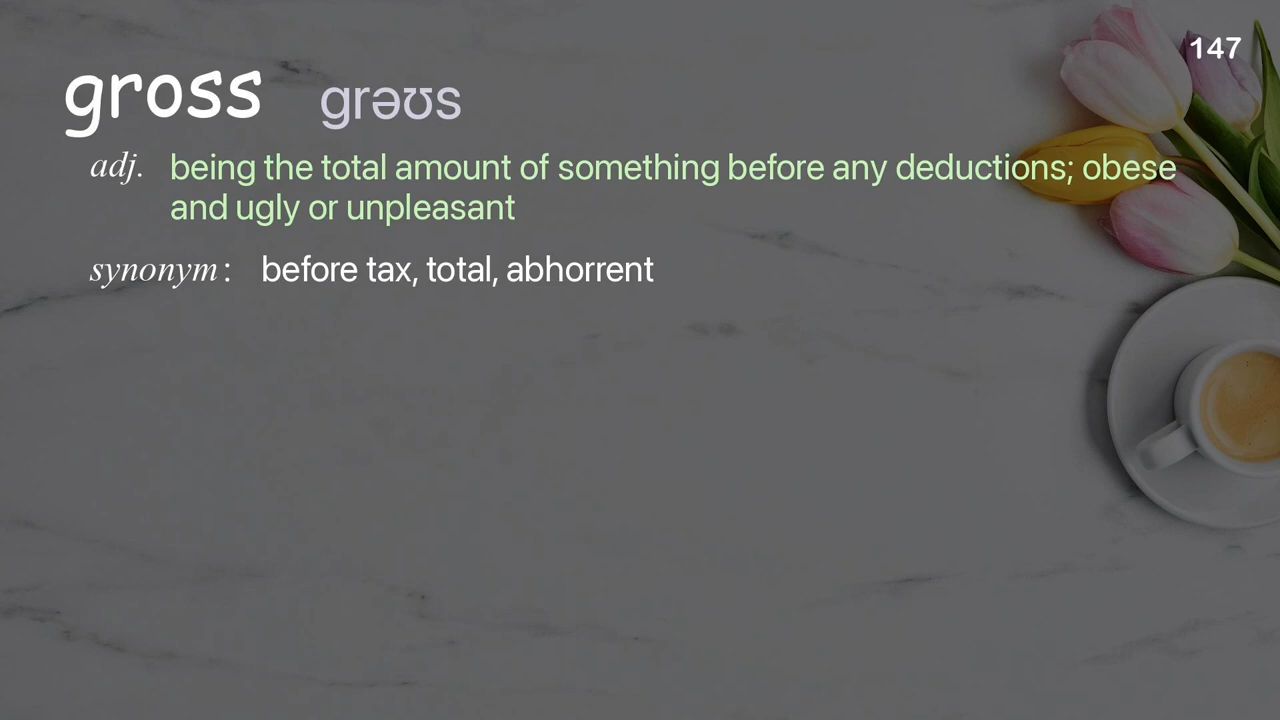 147
gross grəʊs
adj. being the total amount of something before any deductions; obese
and ugly or unpleasant
synonym: before tax, total, abhorrent